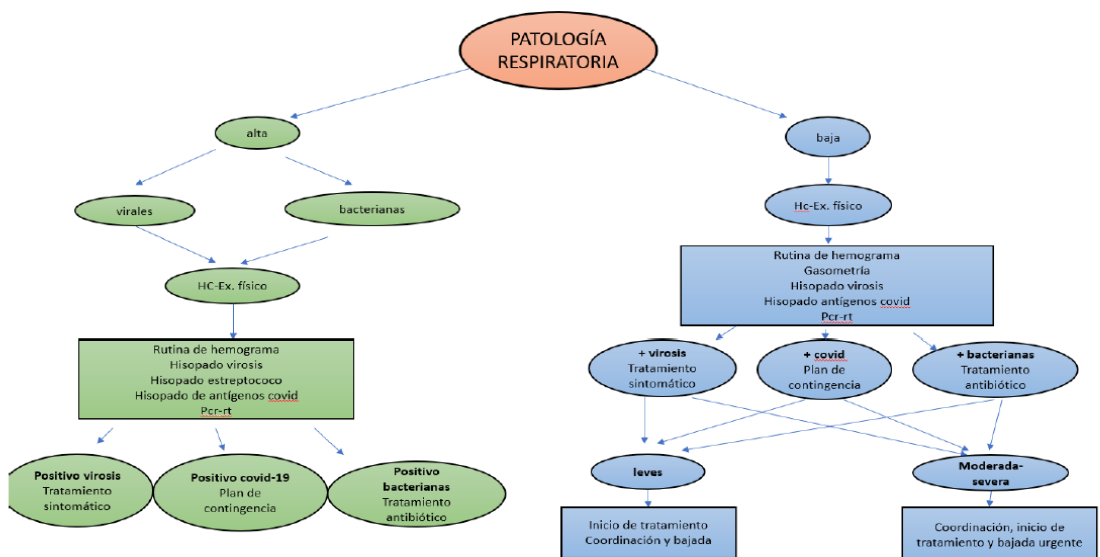 PATOLOGÍA
RESPIRATORIA
alta
baja
virales
bacterianas
Hc-Ex. físico
HC-Ex. físico
Rutina de hemograma
Gasometría
Hisopado virosis
Hisopado antígenos covid
Pcr-rt
Rutina de hemograma
Hisopado virosis
Hisopado estreptococo
Hisopado de antígenos covid
Pcr-rt
+ virosis
Tratamiento
sintomático
+ covid
Plan de
contingencia
+ bacterianas
Tratamiento
antibiótico
Positivo virosis
Tratamiento
sintomático
Positivo covid-19
Plan de
contingencia
Positivo
bacterianas
Tratamiento
antibiótico
leves
Moderada-
severa
Inicio de tratamiento
Coordinación y bajada
Coordinación, inicio de
tratamiento y bajada urgente